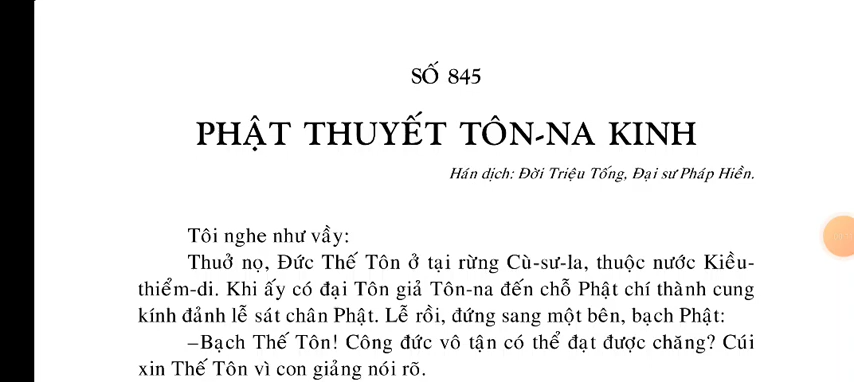 SỐ 845
PHẬT THUYẾT TÔN-NA KINH
Hán dịch: Đời Triệu Tống, Đại sư Pháp Hiền.
Tôi nghe như vầy:
Thuở nọ, Đức Thế Tôn ở tại rừng Cù-sư-la, thuộc nước Kiều-
thiểm-di. Khi ấy có đại Tôn giả Tôn-na đến chỗ Phật chí thành cung
kính đảnh lễ sát chân Phật. Lễ rồi, đứng sang một bên, bạch Phật:
–Bạch Thế Tôn! Công đức vô tận có thể đạt được chăng? Cúi
xin Thế Tôn vì con giảng nói rõ.